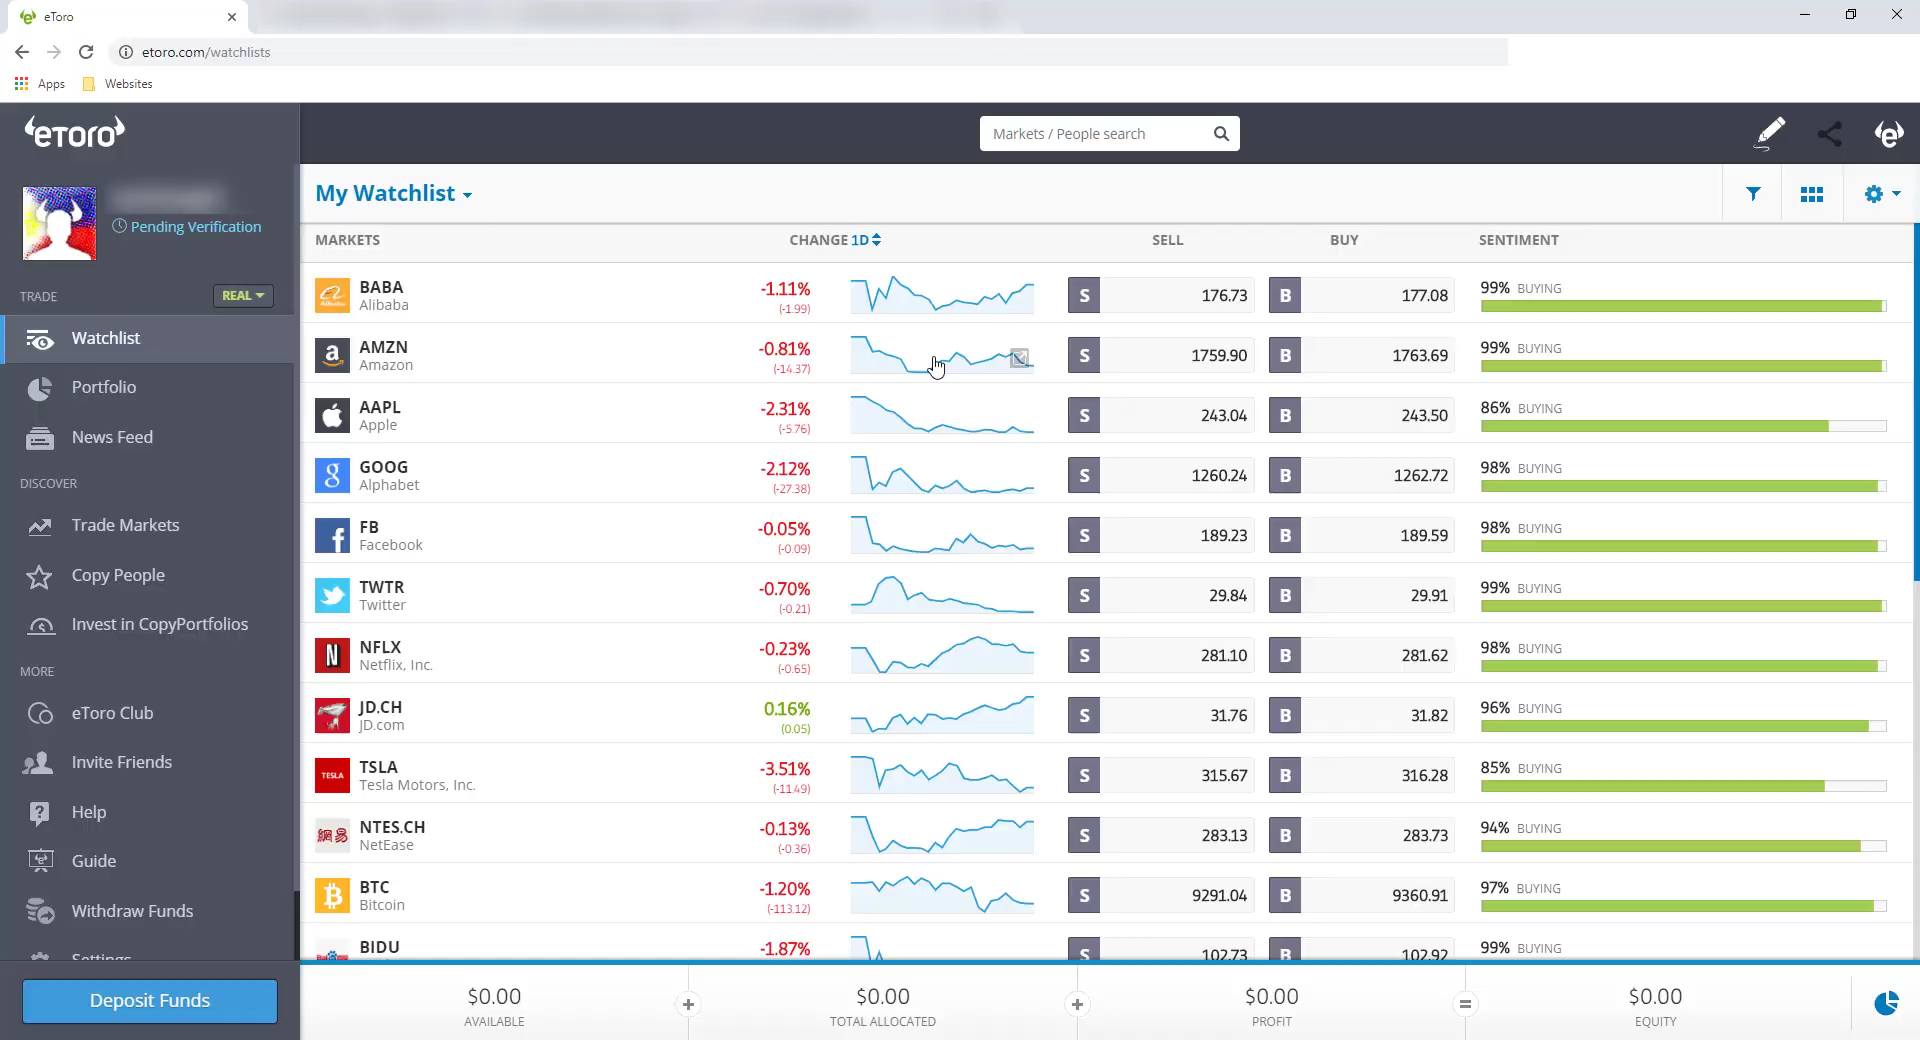 eToro
etoro.com/watchlists
Apps Websites
eTORO
Markets / People search
Pending Verification
My Watchlist
TRADE REAL
Watchlist
Portfolio
News Feed
DISCOVER
Trade Markets
Copy People
Invest in CopyPortfolios
MORE
eToro Club
Invite Friends
Help
Guide
Withdraw Funds
Settings
Deposit Funds
MARKETS CHANGE 1D SELL BUY SENTIMENT
BABA -1.11% S 176.73 B 177.08 99% BUYING
Alibaba (-1.99)
AMZN -0.81% S 1759.90 B 1763.69 99% BUYING
Amazon (-14.37)
AAPL -2.31% S 243.04 B 243.50 86% BUYING
Apple (-5.76)
GOOG -2.12% S 1260.24 B 1262.72 98% BUYING
Alphabet (-27.38)
FB -0.05% S 189.23 B 189.59 98% BUYING
Facebook (-0.09)
TWTR -0.70% S 29.84 B 29.91 99% BUYING
Twitter (-0.21)
NFLX -0.23% S 281.10 B 281.62 98% BUYING
Netflix, Inc. (-0.65)
JD.CH 0.16% S 31.76 B 31.82 96% BUYING
JD.com (0.05)
TESLA TSLA -3.51% S 315.67 B 316.28 85% BUYING
Tesla Motors, Inc. (-11.49)
網易 NTES.CH -0.13% S 283.13 B 283.73 94% BUYING
NetEase (-0.36)
BTC -1.20% S 9291.04 B 9360.91 97% BUYING
Bitcoin (-113.12)
BIDU -1.87% S 102.73 B 102.92 99% BUYING
$0.00 + $0.00 + $0.00 = $0.00
AVAILABLE TOTAL ALLOCATED PROFIT EQUITY